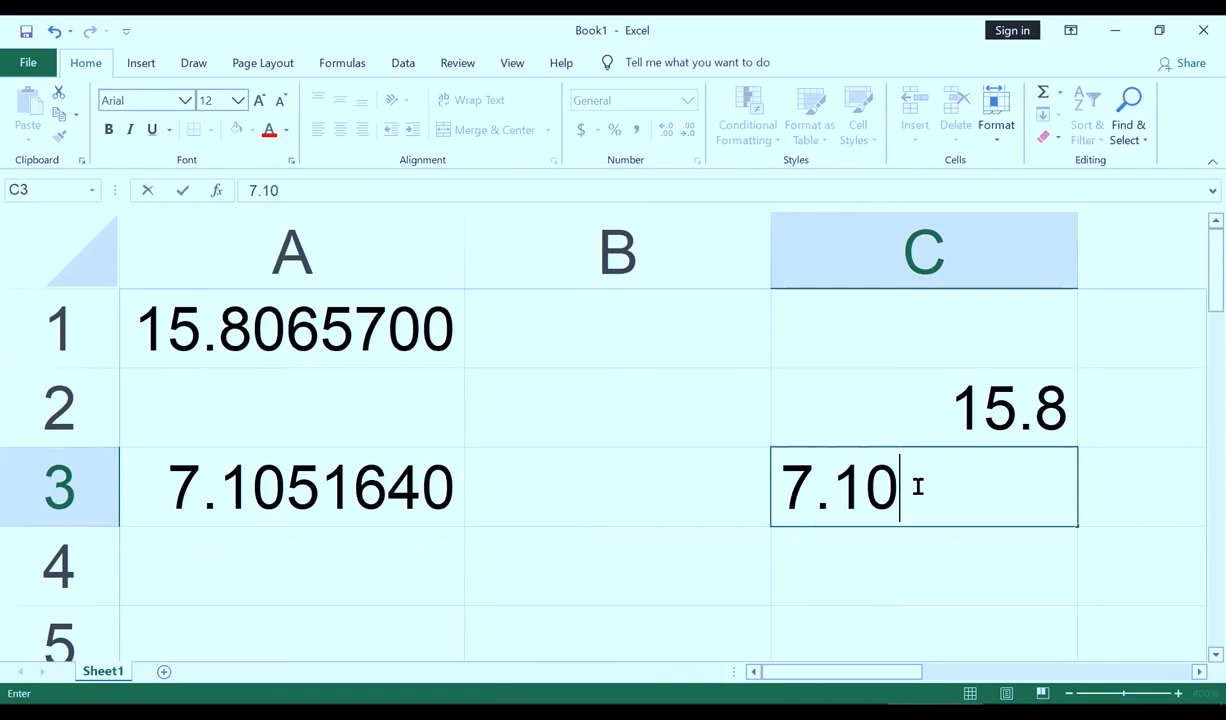 Book1 - Excel
Sign in
File Home Insert Draw Page Layout Formulas Data Review View Help Tell me what you want to do Share
Paste
Arial 12
B I U A
Wrap Text
Merge & Center
General
$ % ,
Conditional Formatting
Format as Table
Cell Styles
Insert Delete Format
Sort & Filter
Find & Select
Clipboard Font Alignment Number Styles Cells Editing
C3 fx 7.10
A B C
1 15.8065700
2 15.8
3 7.1051640 7.10
4
5
Sheet1
Enter 400%